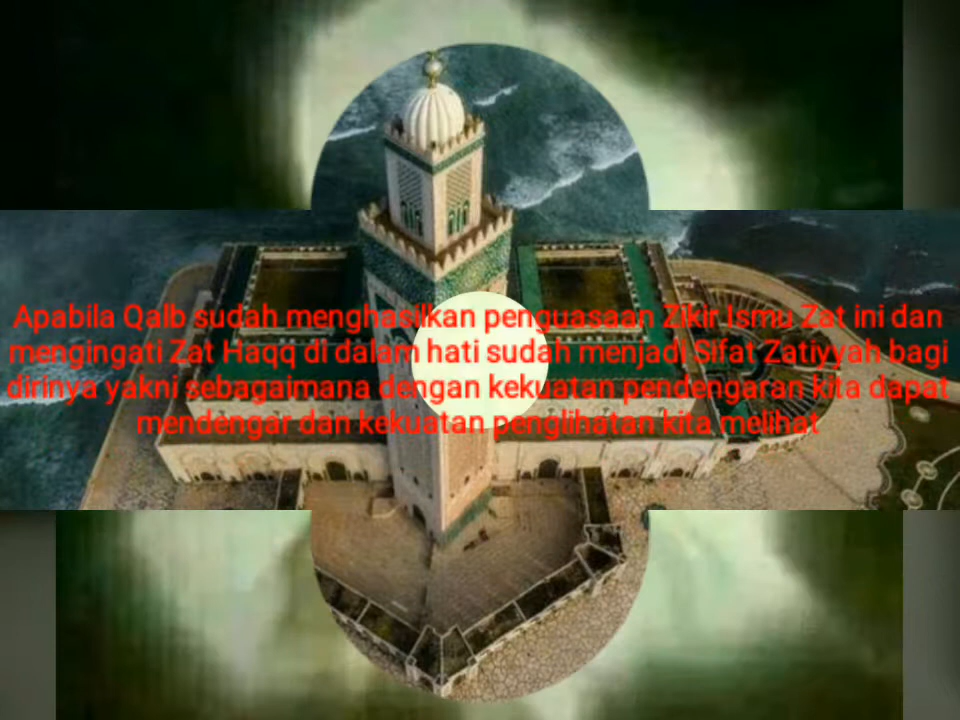 Apabila Qalb sudah menghasilkan penguasaan Zikir Ismu Zat ini dan
mengingati Zat Haqq di dalam hati sudah menjadi Sifat Zatiyyah bagi
dirinya yakni sebagaimana dengan kekuatan pendengaran kita dapat
mendengar dan kekuatan penglihatan kita melihat